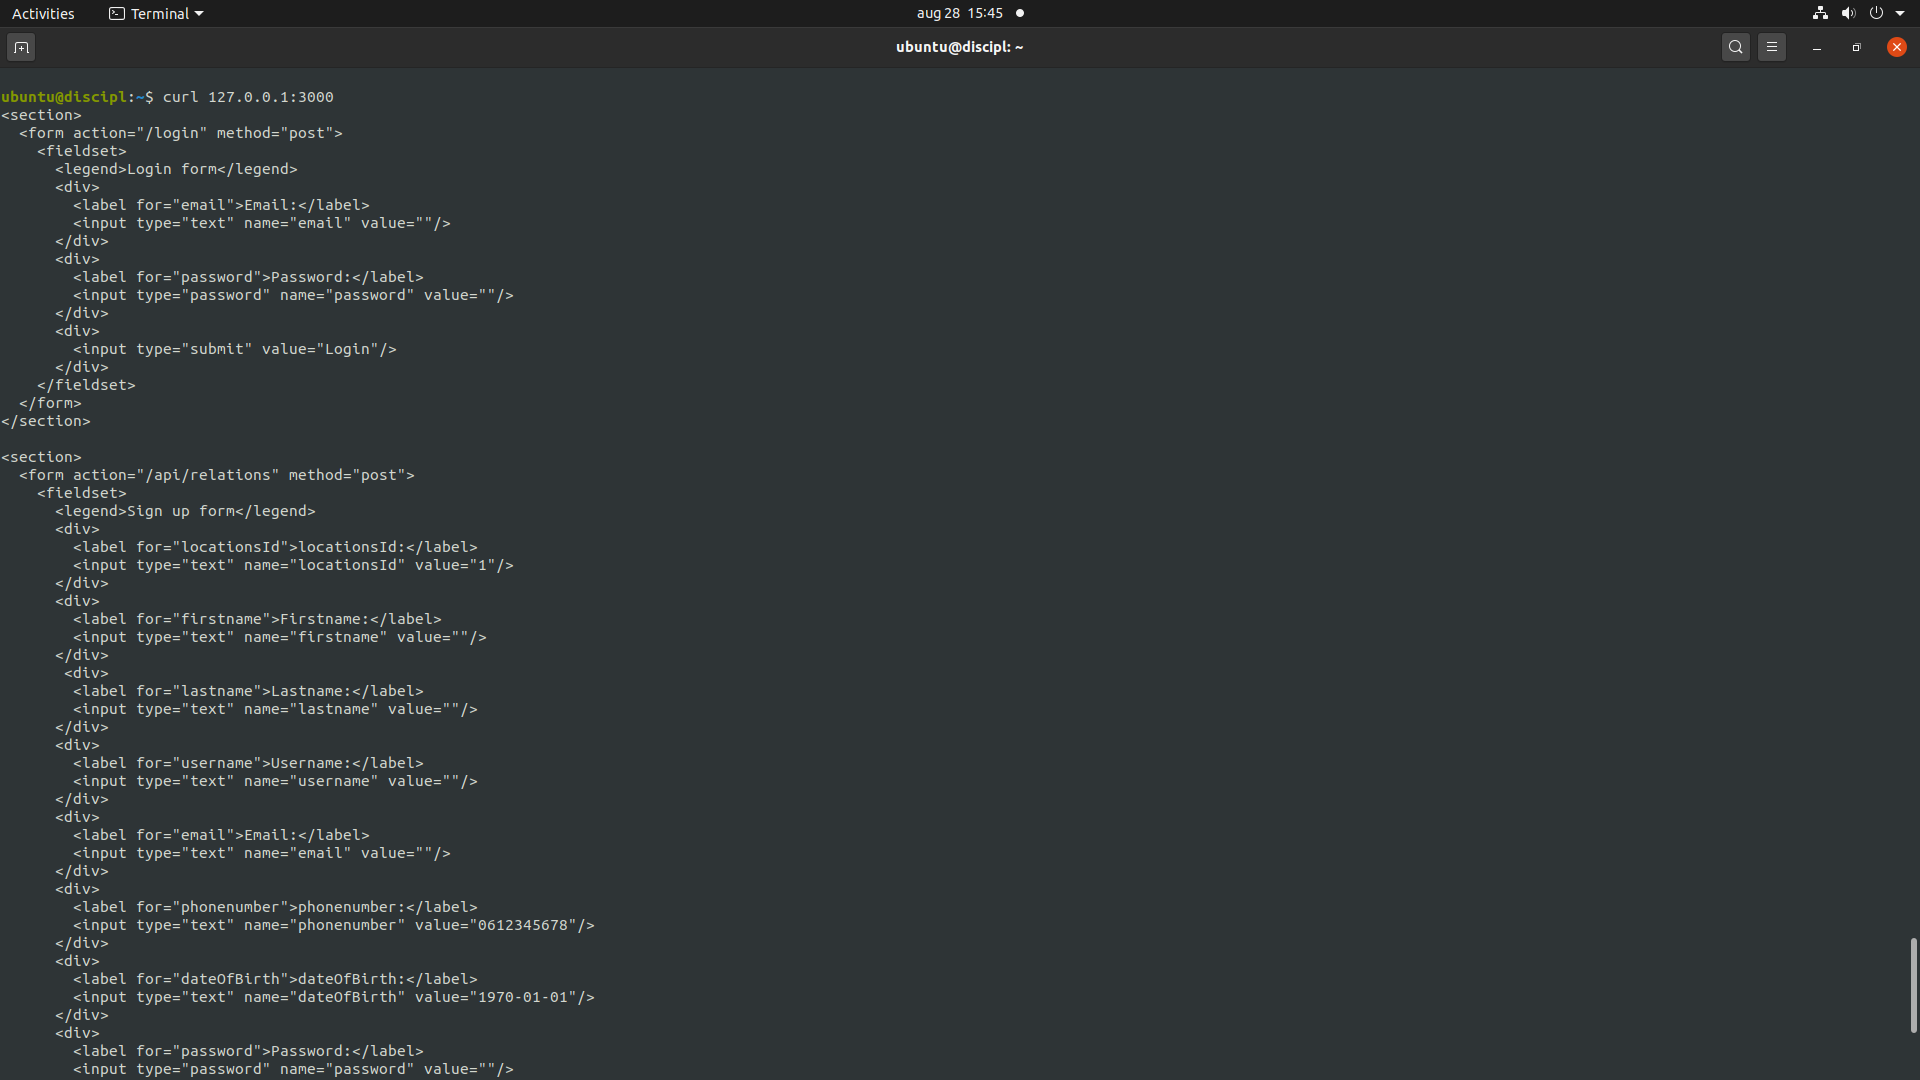 Activities Terminal aug 28 15:45
ubuntu@discipl: ~
ubuntu@discipl:~$ curl 127.0.0.1:3000
<section>
  <form action="/login" method="post">
    <fieldset>
      <legend>Login form</legend>
      <div>
        <label for="email">Email:</label>
        <input type="text" name="email" value=""/>
      </div>
      <div>
        <label for="password">Password:</label>
        <input type="password" name="password" value=""/>
      </div>
      <div>
        <input type="submit" value="Login"/>
      </div>
    </fieldset>
  </form>
</section>

<section>
  <form action="/api/relations" method="post">
    <fieldset>
      <legend>Sign up form</legend>
      <div>
        <label for="locationsId">locationsId:</label>
        <input type="text" name="locationsId" value="1"/>
      </div>
      <div>
        <label for="firstname">Firstname:</label>
        <input type="text" name="firstname" value=""/>
      </div>
       <div>
        <label for="lastname">Lastname:</label>
        <input type="text" name="lastname" value=""/>
      </div>
      <div>
        <label for="username">Username:</label>
        <input type="text" name="username" value=""/>
      </div>
      <div>
        <label for="email">Email:</label>
        <input type="text" name="email" value=""/>
      </div>
      <div>
        <label for="phonenumber">phonenumber:</label>
        <input type="text" name="phonenumber" value="0612345678"/>
      </div>
      <div>
        <label for="dateOfBirth">dateOfBirth:</label>
        <input type="text" name="dateOfBirth" value="1970-01-01"/>
      </div>
      <div>
        <label for="password">Password:</label>
        <input type="password" name="password" value=""/>